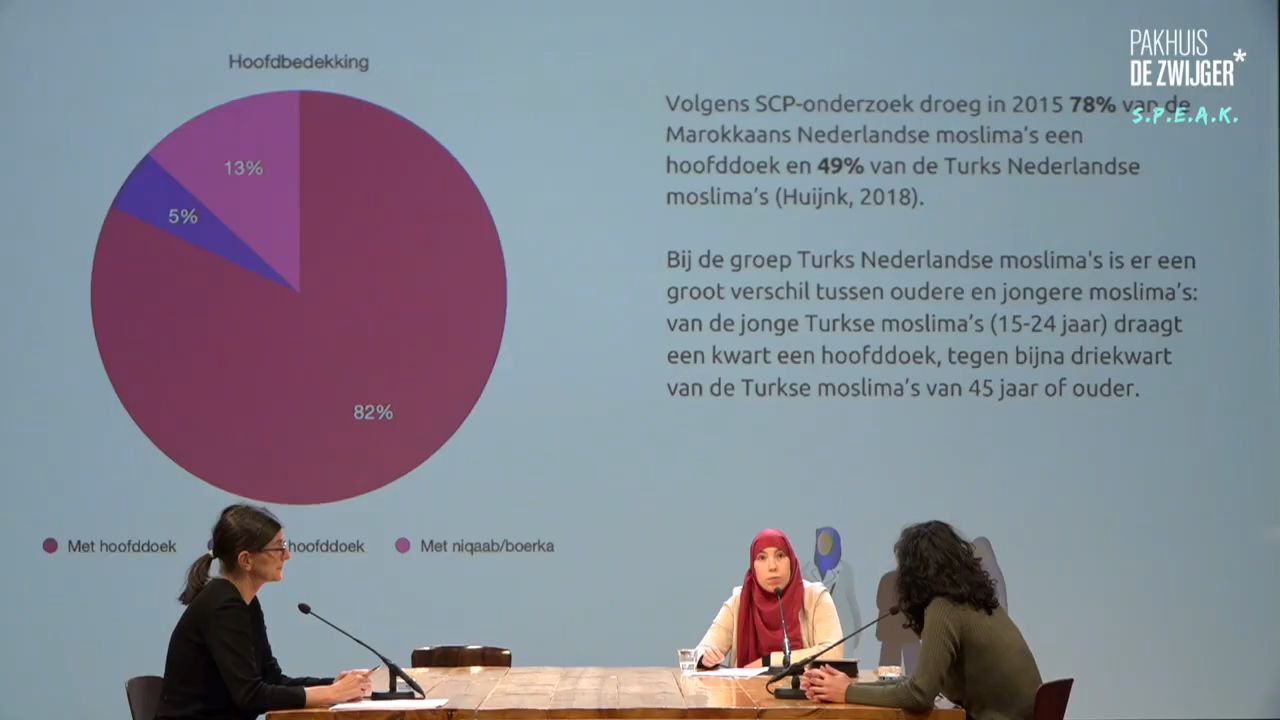 PAKHUIS
DE ZWIJGER*
S.P.E.A.K.
Hoofdbedekking
13%
5%
82%
Met hoofddoek
hoofddoek
Met niqaab/boerka
Volgens SCP-onderzoek droeg in 2015 78% van de
Marokkaans Nederlandse moslima's een
hoofddoek en 49% van de Turks Nederlandse
moslima's (Huijnk, 2018).
Bij de groep Turks Nederlandse moslima's is er een
groot verschil tussen oudere en jongere moslima's:
van de jonge Turkse moslima's (15-24 jaar) draagt
een kwart een hoofddoek, tegen bijna driekwart
van de Turkse moslima's van 45 jaar of ouder.